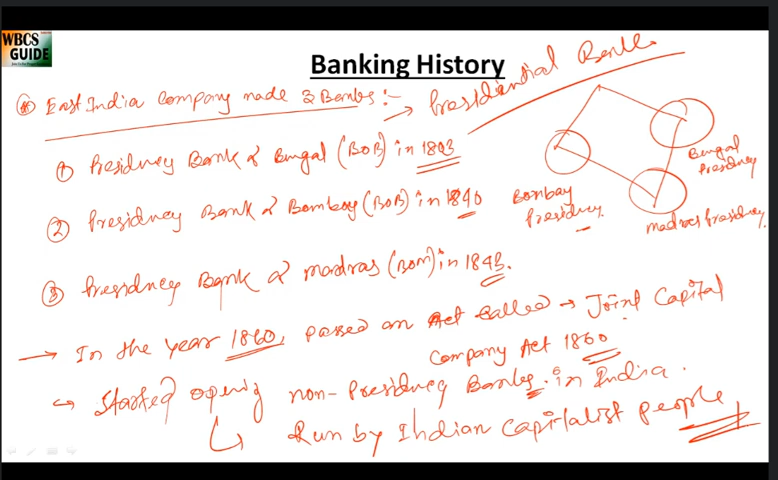 WBCS
GUIDE
Banking History
East India Company made 3 Banks :- → Presidential Banks
① Presidency Bank of Bengal (BOB) in 1803
② Presidency Bank of Bombay (BOB) in 1840
③ Presidency Bank of Madras (BOM) in 1843.
Bengal
Presidency
Bombay
Presidency
Madras Presidency
→ In the year 1860, passed an Act called → Joint Capital
Company Act 1860
↳ Started opening non-Presidency Banks in India.
↳ Run by Indian Capitalist people